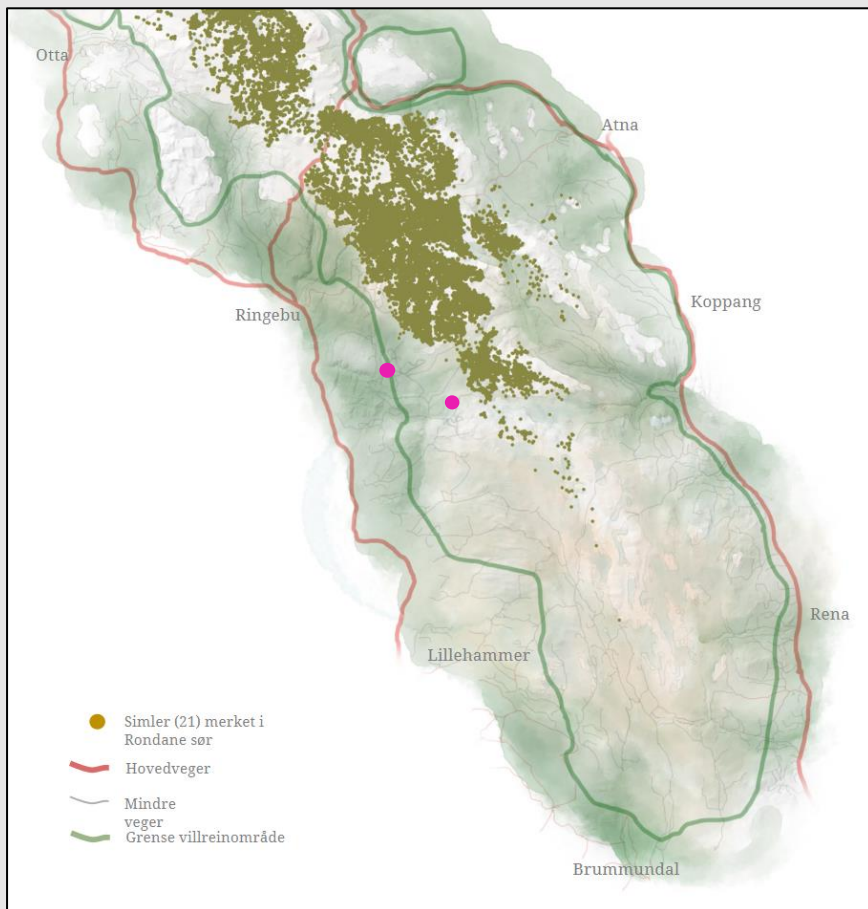 Otta
Atna
Koppang
Ringebu
Rena
Lillehammer
Simler (21) merket i
Rondane sør
Hovedveger
Mindre
veger
Grense villreinområde
Brummundal